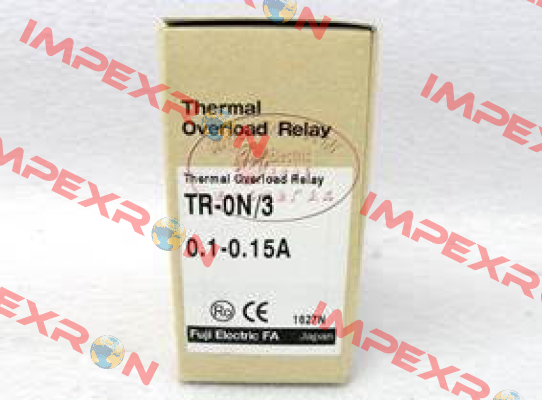 Thermal
Overload Relay
Thermal Overload Relay
TR-0N/3
0.1-0.15A
CE 1627N
Fuji Electric FA Japan
IMPEXRON
IMPEXRON
IMPEXRON
IMPEXRON